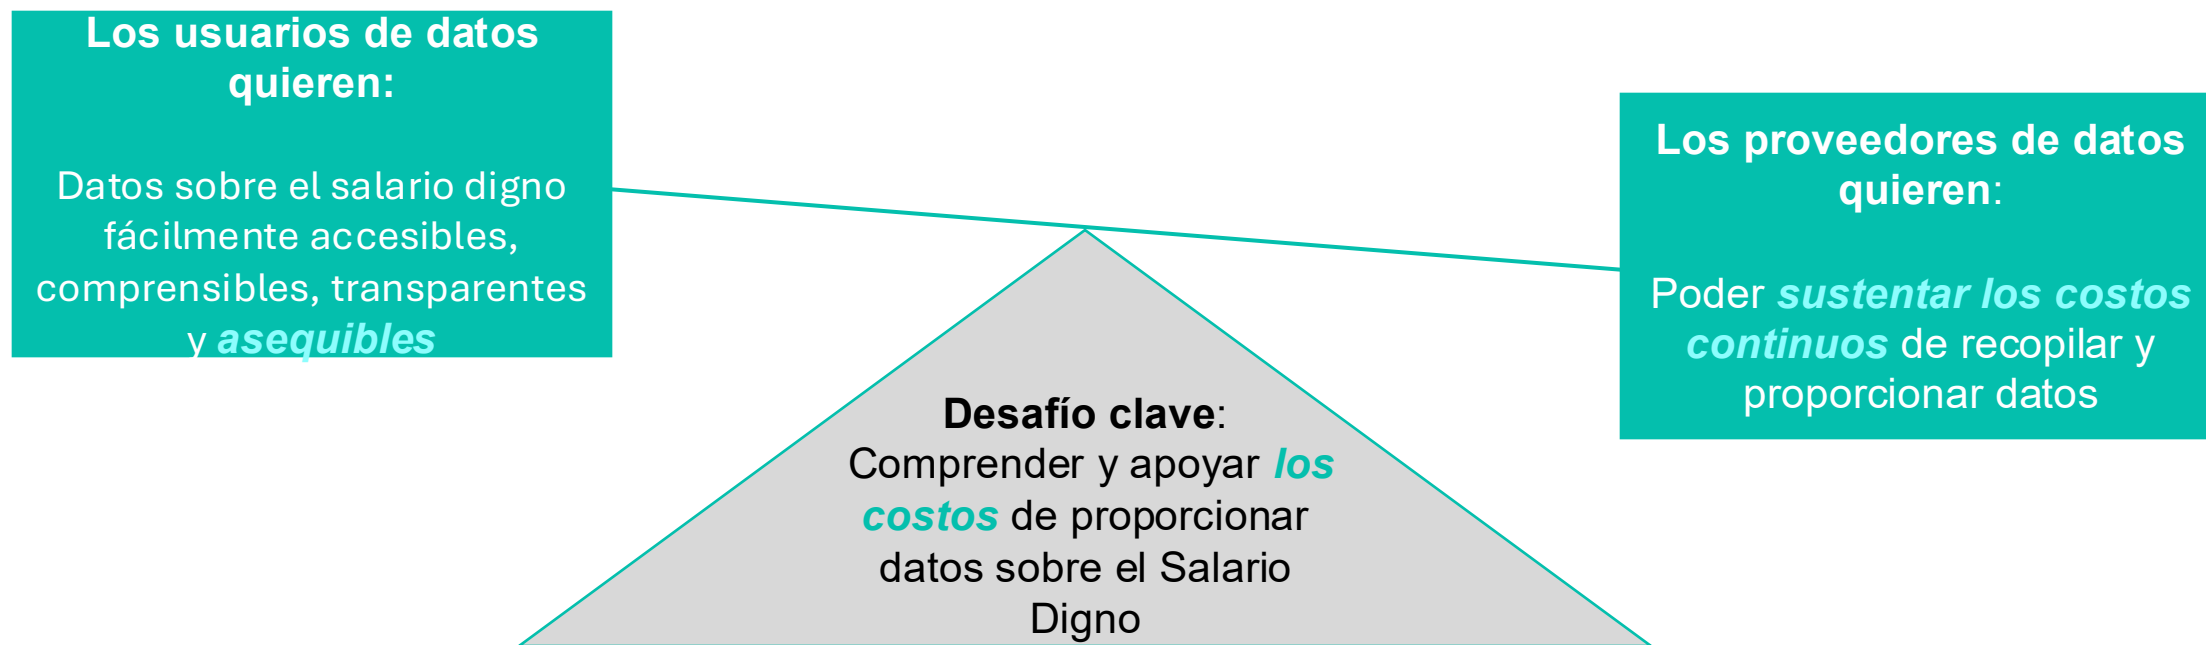 Los usuarios de datos
quieren:
Datos sobre el salario digno
fácilmente accesibles,
comprensibles, transparentes
y asequibles
Los proveedores de datos
quieren:
Poder sustentar los costos
continuos de recopilar y
proporcionar datos
Desafío clave:
Comprender y apoyar los
costos de proporcionar
datos sobre el Salario
Digno